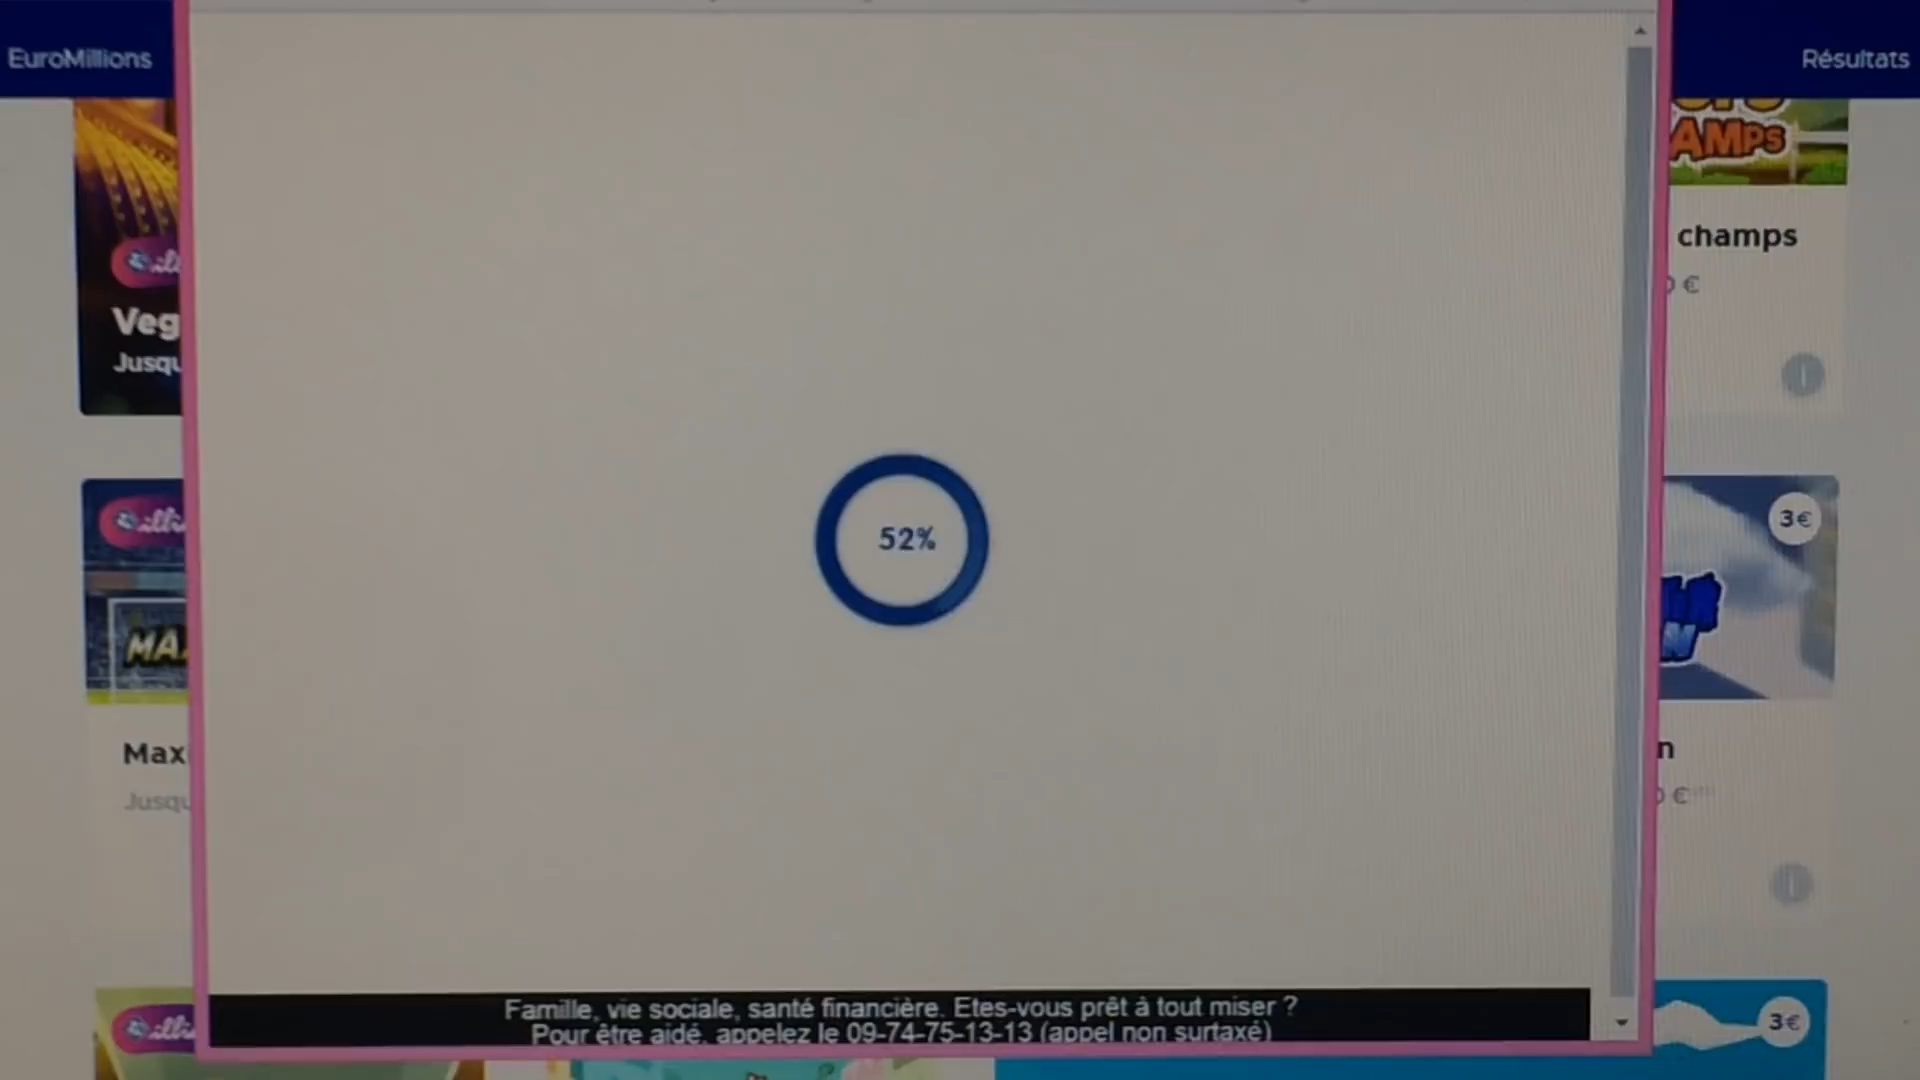 EuroMillions
Résultats
AMPS
champs
€
Veg
Jusqu
3€
52%
MA
Max
Jusqu
n
€
3€
Famille, vie sociale, santé financière. Etes-vous prêt à tout miser ?
Pour être aidé, appelez le 09-74-75-13-13 (appel non surtaxé)